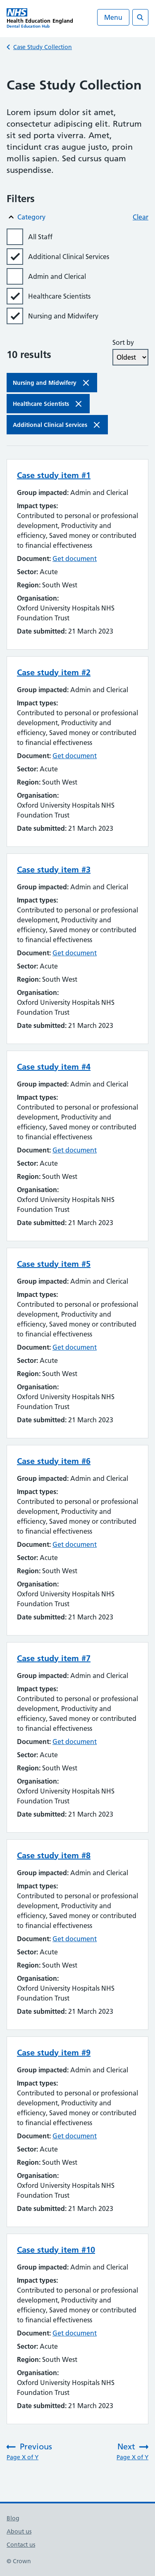 NHS
Health Education England
Dental Education Hub
Menu
Case Study Collection
Case Study Collection
Lorem ipsum dolor sit amet,
consectetur adipiscing elit. Rutrum
sit sed porta viverra. Amet,
tincidunt cras augue justo, proin
mollis sapien. Sed cursus quam
suspendisse.
Filters
Category
Clear
All Staff
Additional Clinical Services
Admin and Clerical
Healthcare Scientists
Nursing and Midwifery
10 results
Sort by
Oldest
Nursing and Midwifery
Healthcare Scientists
Additional Clinical Services
Case study item #1
Group impacted: Admin and Clerical
Impact types:
Contributed to personal or professional
development, Productivity and
efficiency, Saved money or contributed
to financial effectiveness
Document: Get document
Sector: Acute
Region: South West
Organisation:
Oxford University Hospitals NHS
Foundation Trust
Date submitted: 21 March 2023
Case study item #2
Group impacted: Admin and Clerical
Impact types:
Contributed to personal or professional
development, Productivity and
efficiency, Saved money or contributed
to financial effectiveness
Document: Get document
Sector: Acute
Region: South West
Organisation:
Oxford University Hospitals NHS
Foundation Trust
Date submitted: 21 March 2023
Case study item #3
Group impacted: Admin and Clerical
Impact types:
Contributed to personal or professional
development, Productivity and
efficiency, Saved money or contributed
to financial effectiveness
Document: Get document
Sector: Acute
Region: South West
Organisation:
Oxford University Hospitals NHS
Foundation Trust
Date submitted: 21 March 2023
Case study item #4
Group impacted: Admin and Clerical
Impact types:
Contributed to personal or professional
development, Productivity and
efficiency, Saved money or contributed
to financial effectiveness
Document: Get document
Sector: Acute
Region: South West
Organisation:
Oxford University Hospitals NHS
Foundation Trust
Date submitted: 21 March 2023
Case study item #5
Group impacted: Admin and Clerical
Impact types:
Contributed to personal or professional
development, Productivity and
efficiency, Saved money or contributed
to financial effectiveness
Document: Get document
Sector: Acute
Region: South West
Organisation:
Oxford University Hospitals NHS
Foundation Trust
Date submitted: 21 March 2023
Case study item #6
Group impacted: Admin and Clerical
Impact types:
Contributed to personal or professional
development, Productivity and
efficiency, Saved money or contributed
to financial effectiveness
Document: Get document
Sector: Acute
Region: South West
Organisation:
Oxford University Hospitals NHS
Foundation Trust
Date submitted: 21 March 2023
Case study item #7
Group impacted: Admin and Clerical
Impact types:
Contributed to personal or professional
development, Productivity and
efficiency, Saved money or contributed
to financial effectiveness
Document: Get document
Sector: Acute
Region: South West
Organisation:
Oxford University Hospitals NHS
Foundation Trust
Date submitted: 21 March 2023
Case study item #8
Group impacted: Admin and Clerical
Impact types:
Contributed to personal or professional
development, Productivity and
efficiency, Saved money or contributed
to financial effectiveness
Document: Get document
Sector: Acute
Region: South West
Organisation:
Oxford University Hospitals NHS
Foundation Trust
Date submitted: 21 March 2023
Case study item #9
Group impacted: Admin and Clerical
Impact types:
Contributed to personal or professional
development, Productivity and
efficiency, Saved money or contributed
to financial effectiveness
Document: Get document
Sector: Acute
Region: South West
Organisation:
Oxford University Hospitals NHS
Foundation Trust
Date submitted: 21 March 2023
Case study item #10
Group impacted: Admin and Clerical
Impact types:
Contributed to personal or professional
development, Productivity and
efficiency, Saved money or contributed
to financial effectiveness
Document: Get document
Sector: Acute
Region: South West
Organisation:
Oxford University Hospitals NHS
Foundation Trust
Date submitted: 21 March 2023
Previous
Page X of Y
Next
Page X of Y
Blog
About us
Contact us
© Crown